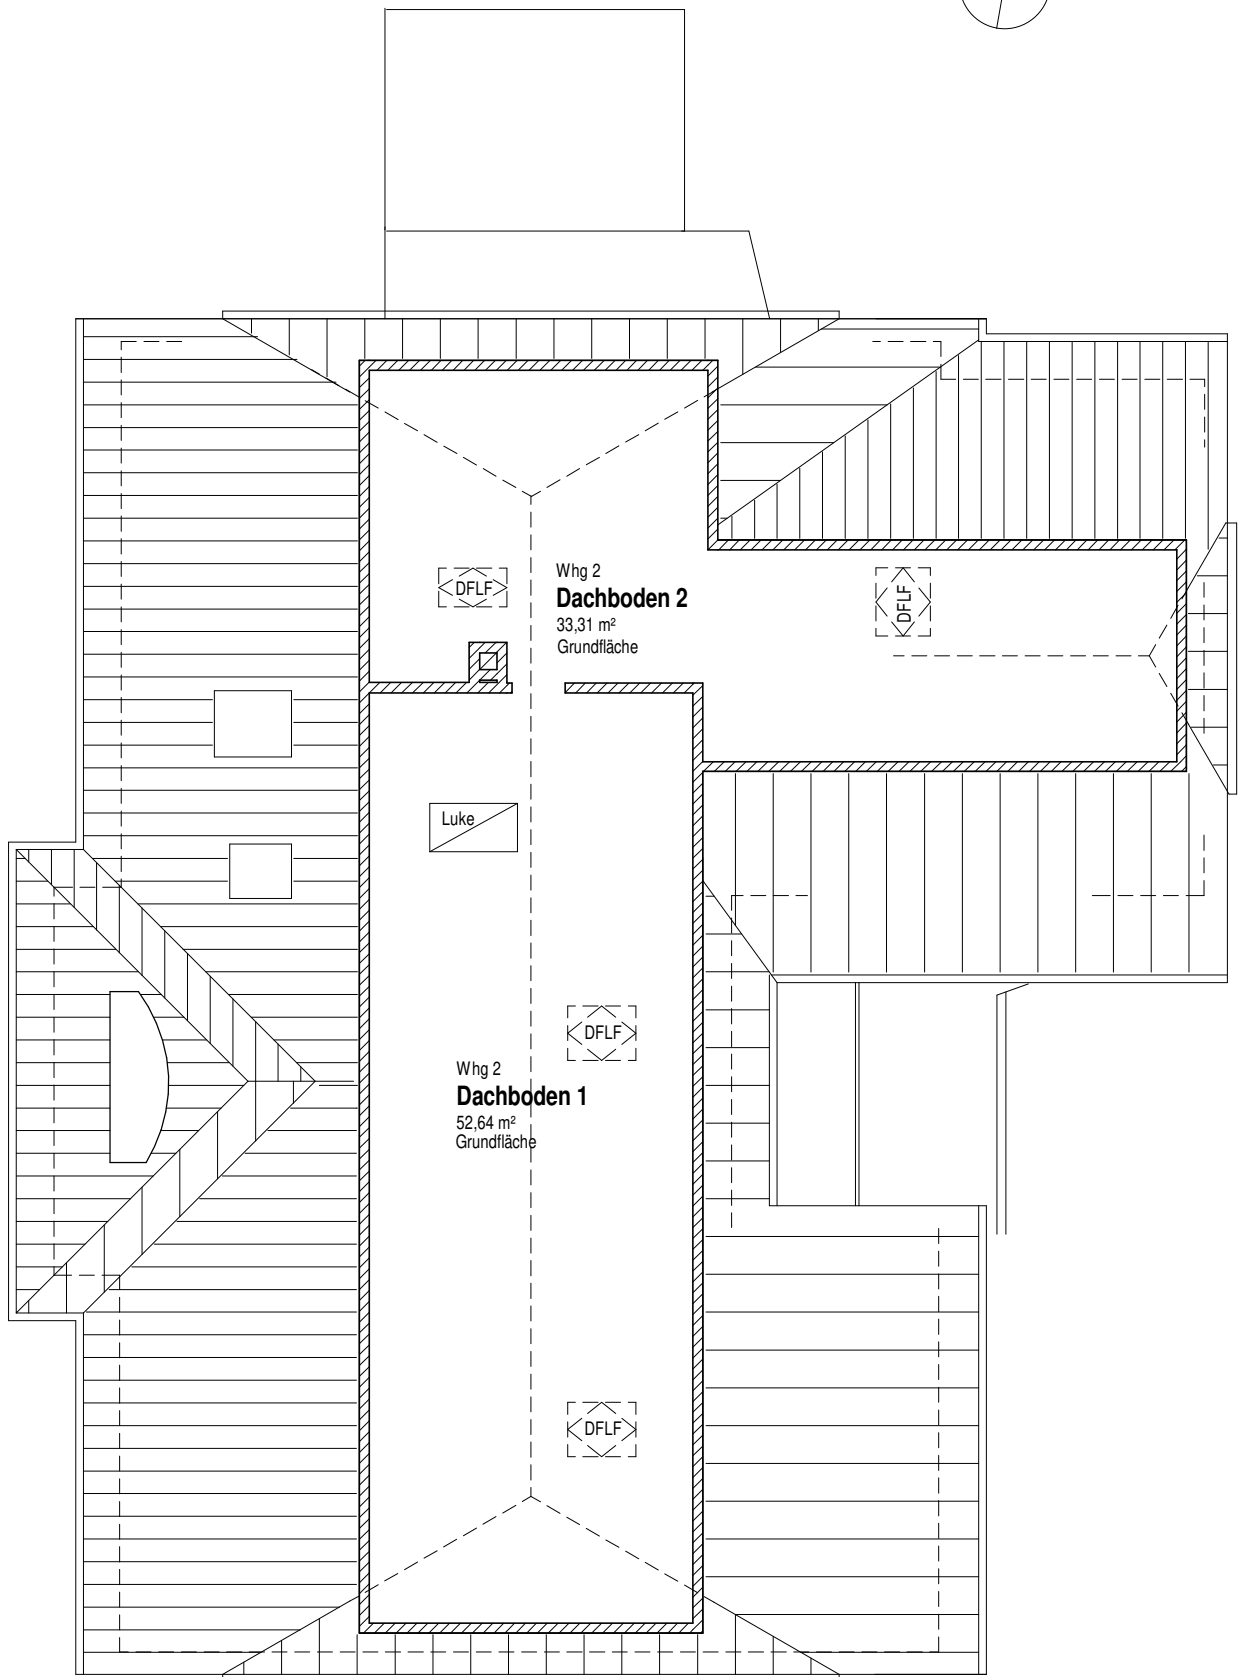 Whg 2
Dachboden 2
33,31 m²
Grundfläche
DFLF
DFLF
Luke
DFLF
Whg 2
Dachboden 1
52,64 m²
Grundfläche
DFLF